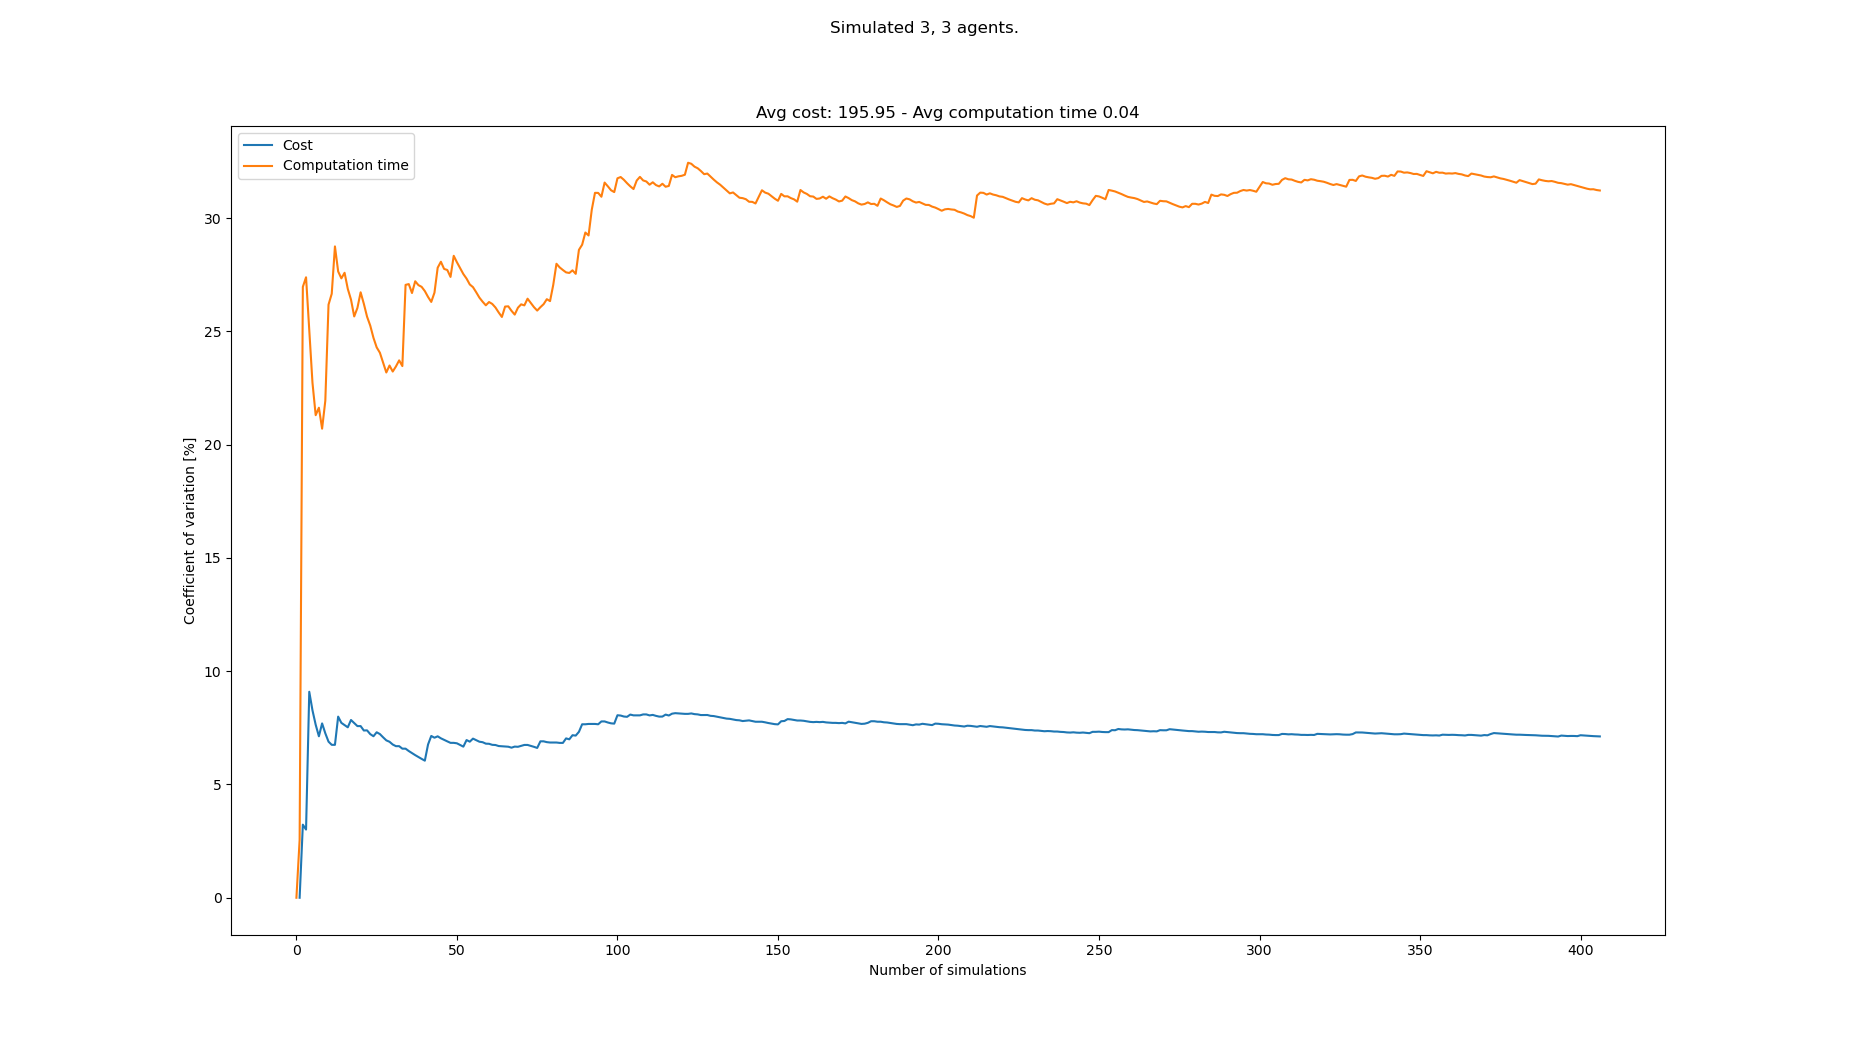 Simulated 3, 3 agents.
Avg cost: 195.95 - Avg computation time 0.04
Cost
Computation time
30
25
20
15
10
5
0
Coefficient of variation [%]
0 50 100 150 200 250 300 350 400
Number of simulations